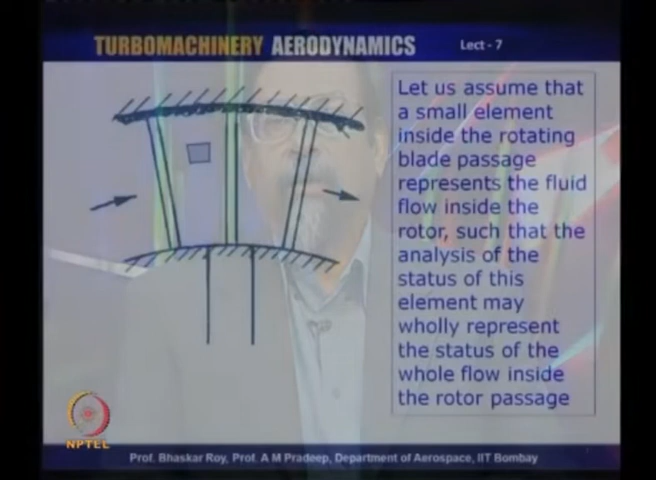 TURBOMACHINERY AERODYNAMICS Lect - 7
Let us assume that
a small element
inside the rotating
blade passage
represents the fluid
flow inside the
rotor, such that the
analysis of the
status of this
element may
wholly represent
the status of the
whole flow inside
the rotor passage
NPTEL
Prof. Bhaskar Roy, Prof. A M Pradeep, Department of Aerospace, IIT Bombay